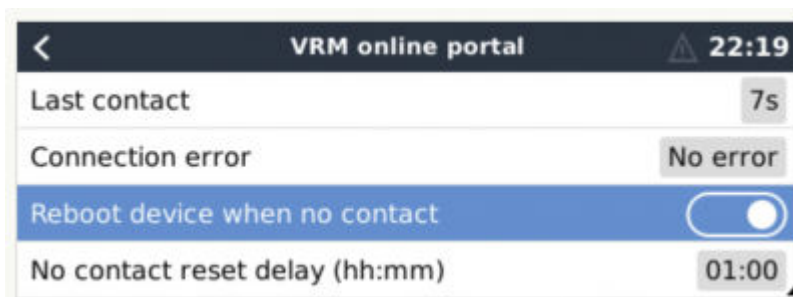 VRM online portal 22:19
Last contact 7s
Connection error No error
Reboot device when no contact
No contact reset delay (hh:mm) 01:00